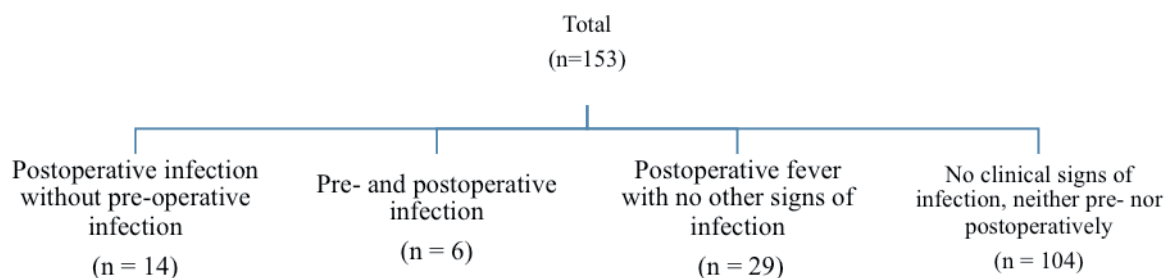 Total
(n=153)
Postoperative infection
without pre-operative
infection
(n = 14)
Pre- and postoperative
infection
(n = 6)
Postoperative fever
with no other signs of
infection
(n = 29)
No clinical signs of
infection, neither pre- nor
postoperatively
(n = 104)